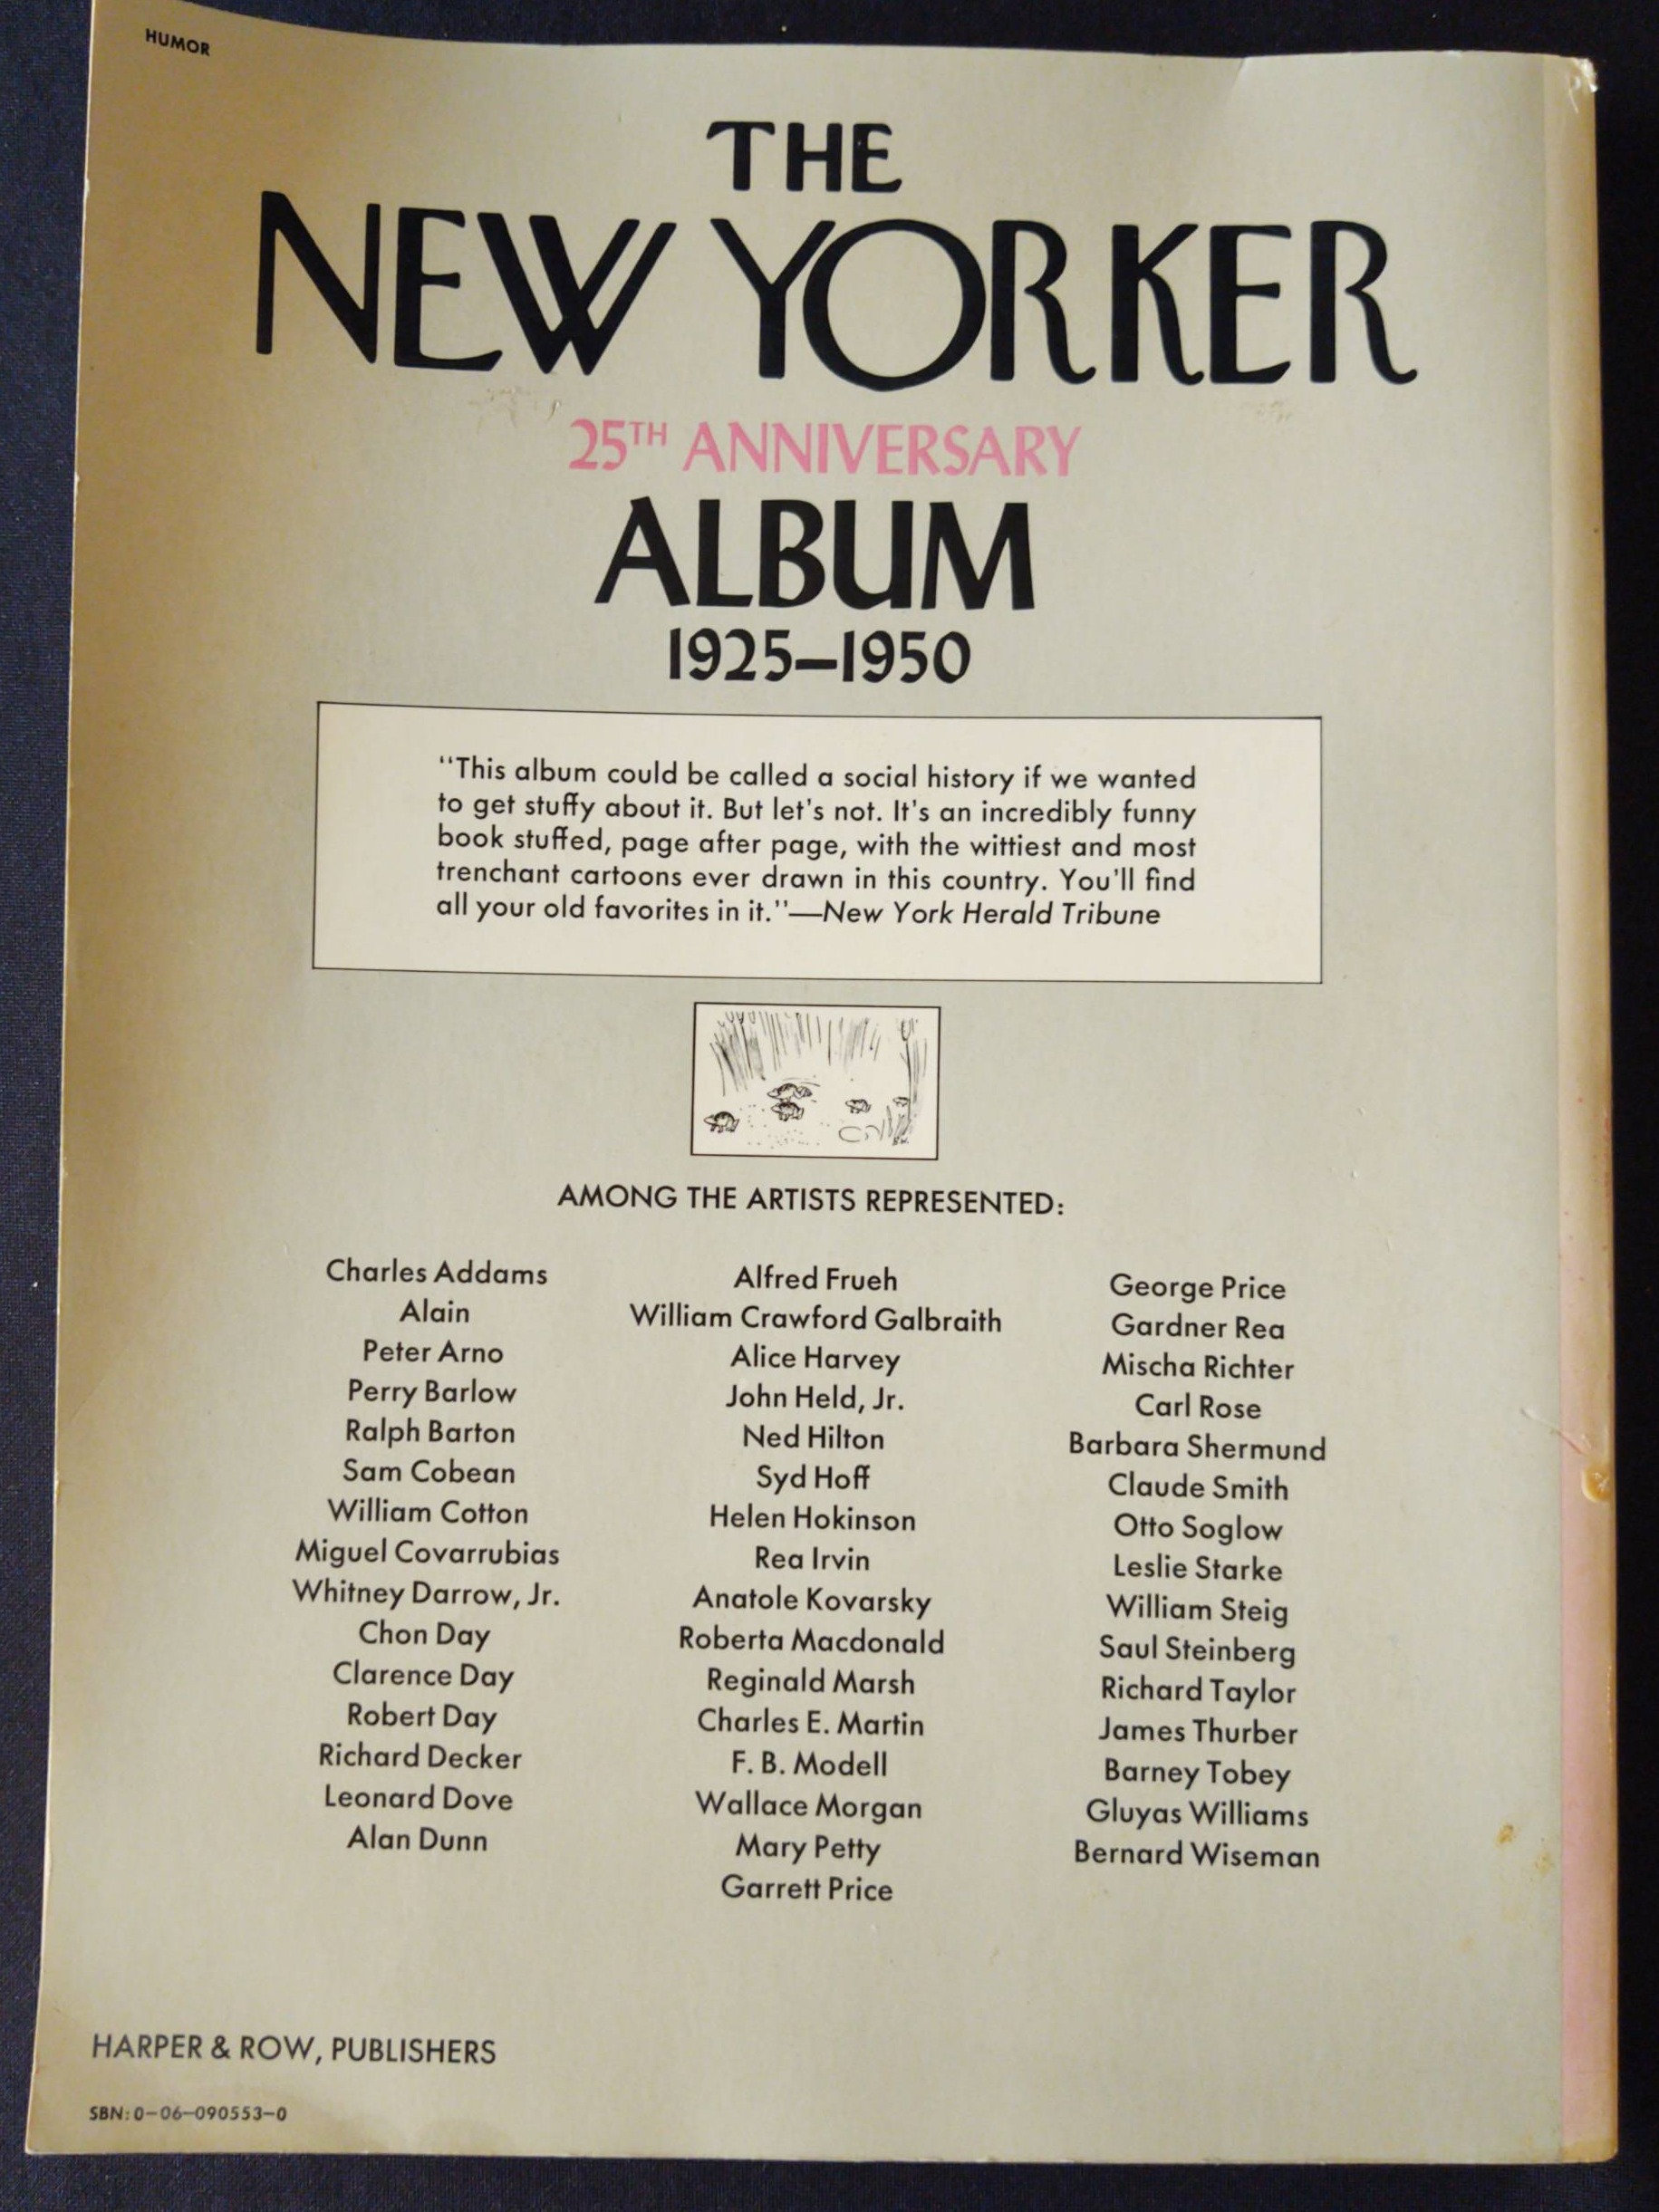 HUMOR
THE
NEW YORKER
25TH ANNIVERSARY
ALBUM
1925–1950
"This album could be called a social history if we wanted
to get stuffy about it. But let's not. It's an incredibly funny
book stuffed, page after page, with the wittiest and most
trenchant cartoons ever drawn in this country. You'll find
all your old favorites in it."—New York Herald Tribune
AMONG THE ARTISTS REPRESENTED:
Charles Addams
Alain
Peter Arno
Perry Barlow
Ralph Barton
Sam Cobean
William Cotton
Miguel Covarrubias
Whitney Darrow, Jr.
Chon Day
Clarence Day
Robert Day
Richard Decker
Leonard Dove
Alan Dunn
Alfred Frueh
William Crawford Galbraith
Alice Harvey
John Held, Jr.
Ned Hilton
Syd Hoff
Helen Hokinson
Rea Irvin
Anatole Kovarsky
Roberta Macdonald
Reginald Marsh
Charles E. Martin
F. B. Modell
Wallace Morgan
Mary Petty
Garrett Price
George Price
Gardner Rea
Mischa Richter
Carl Rose
Barbara Shermund
Claude Smith
Otto Soglow
Leslie Starke
William Steig
Saul Steinberg
Richard Taylor
James Thurber
Barney Tobey
Gluyas Williams
Bernard Wiseman
HARPER & ROW, PUBLISHERS
SBN: 0–06–090553–0